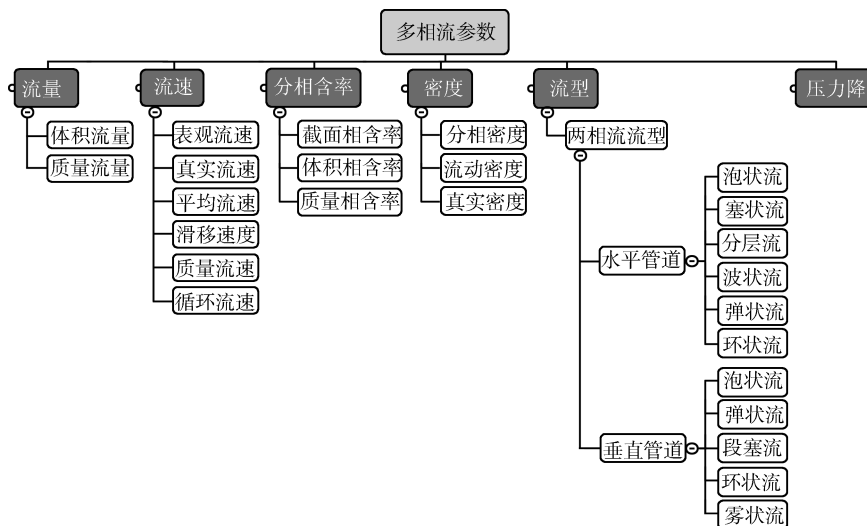 多相流参数
流量
体积流量
质量流量
流速
表观流速
真实流速
平均流速
滑移速度
质量流速
循环流速
分相含率
截面相含率
体积相含率
质量相含率
密度
分相密度
流动密度
真实密度
流型
两相流流型
水平管道
泡状流
塞状流
分层流
波状流
弹状流
环状流
垂直管道
泡状流
弹状流
段塞流
环状流
雾状流
压力降